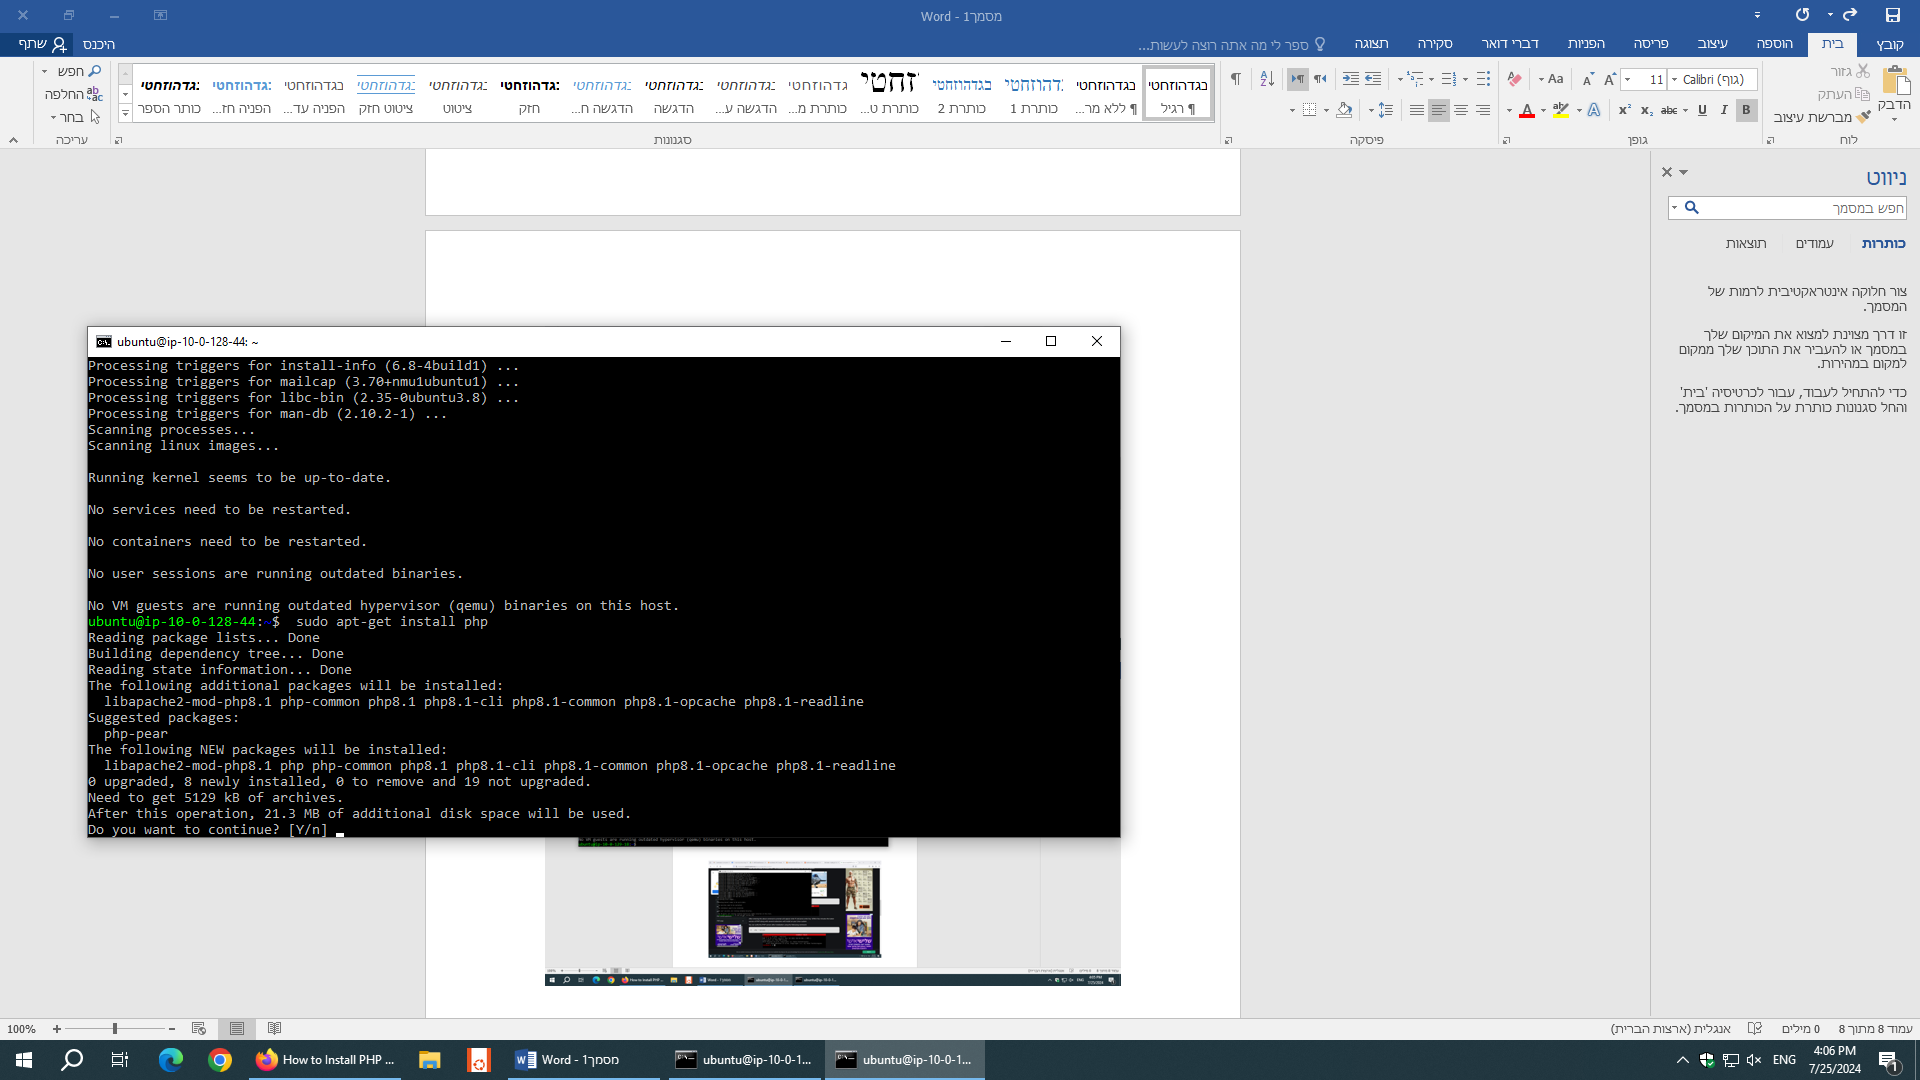 מסמך1 - Word
קובץ
בית
הוספה
עיצוב
פריסה
הפניות
דברי דואר
סקירה
תצוגה
ספר לי מה אתה רוצה לעשות...
היכנס
שתף
הדבק
גזור
העתק
מברשת עיצוב
לוח
Calibri (גוף)
11
גופן
פיסקה
¶ רגיל
¶ ללא מר...
כותרת 1
כותרת 2
כותרת ט...
כותרת מ...
הדגשה ע...
הדגשה
הדגשה ח...
חזק
ציטוט
ציטוט חזק
הפניה עד...
הפניה חז...
כותר הספר
סגנונות
חפש
החלפה
בחר
עריכה
ניווט
חפש במסמך
כותרות
עמודים
תוצאות
צור חלוקה אינטראקטיבית לרמות של
המסמך.
זו דרך מצוינת למצוא את המיקום שלך
במסמך או להעביר את התוכן שלך ממקום
למקום במהירות.
כדי להתחיל לעבוד, עבור לכרטיסיה 'בית'
והחל סגנונות כותרת על הכותרות במסמך.
ubuntu@ip-10-0-128-44: ~
Processing triggers for install-info (6.8-4build1) ...
Processing triggers for mailcap (3.70+nmu1ubuntu1) ...
Processing triggers for libc-bin (2.35-0ubuntu3.8) ...
Processing triggers for man-db (2.10.2-1) ...
Scanning processes...
Scanning linux images...
Running kernel seems to be up-to-date.
No services need to be restarted.
No containers need to be restarted.
No user sessions are running outdated binaries.
No VM guests are running outdated hypervisor (qemu) binaries on this host.
ubuntu@ip-10-0-128-44:~$  sudo apt-get install php
Reading package lists... Done
Building dependency tree... Done
Reading state information... Done
The following additional packages will be installed:
libapache2-mod-php8.1 php-common php8.1 php8.1-cli php8.1-common php8.1-opcache php8.1-readline
Suggested packages:
php-pear
The following NEW packages will be installed:
libapache2-mod-php8.1 php php-common php8.1 php8.1-cli php8.1-common php8.1-opcache php8.1-readline
0 upgraded, 8 newly installed, 0 to remove and 19 not upgraded.
Need to get 5129 kB of archives.
After this operation, 21.3 MB of additional disk space will be used.
Do you want to continue? [Y/n]
עמוד 8 מתוך 8
0 מילים
אנגלית (ארצות הברית)
100%
How to Install PHP ...
Word - מסמך1
ubuntu@ip-10-0-1...
ubuntu@ip-10-0-1...
ENG
4:06 PM
7/25/2024
1